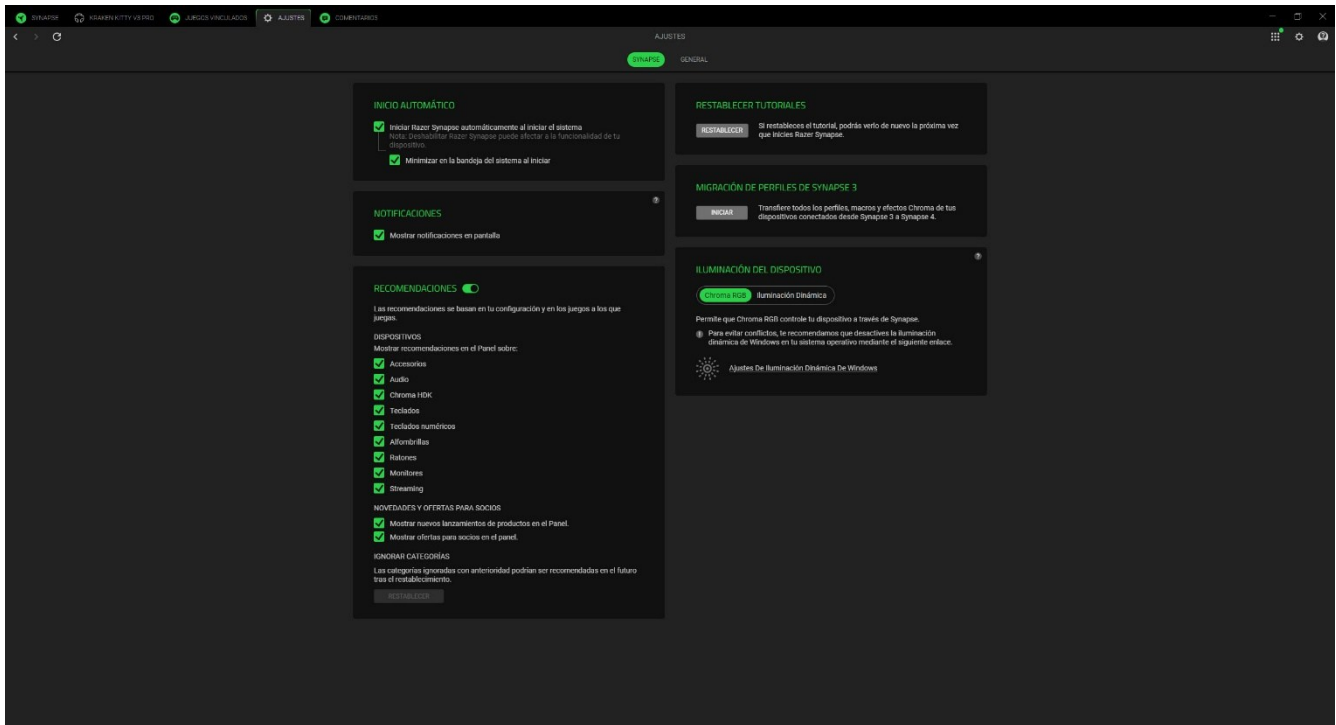 SYNAPSE
KRAKEN KITTY V3 PRO
JUEGOS VINCULADOS
AJUSTES
COMENTARIOS
AJUSTES
SYNAPSE
GENERAL
INICIO AUTOMÁTICO
Iniciar Razer Synapse automáticamente al iniciar el sistema
Nota: Deshabilitar Razer Synapse puede afectar a la funcionalidad de tu
dispositivo.
Minimizar en la bandeja del sistema al iniciar
NOTIFICACIONES
Mostrar notificaciones en pantalla
RECOMENDACIONES
Las recomendaciones se basan en tu configuración y en los juegos a los que
juegas.
DISPOSITIVOS
Mostrar recomendaciones en el Panel sobre:
Accesorios
Audio
Chroma HDK
Teclados
Teclados numéricos
Alfombrillas
Ratones
Monitores
Streaming
NOVEDADES Y OFERTAS PARA SOCIOS
Mostrar nuevos lanzamientos de productos en el Panel.
Mostrar ofertas para socios en el panel.
IGNORAR CATEGORÍAS
Las categorías ignoradas con anterioridad podrían ser recomendadas en el futuro
tras el restablecimiento.
RESTABLECER
RESTABLECER TUTORIALES
RESTABLECER
Si restableces el tutorial, podrás verlo de nuevo la próxima vez
que inicies Razer Synapse.
MIGRACIÓN DE PERFILES DE SYNAPSE 3
INICIAR
Transfiere todos los perfiles, macros y efectos Chroma de tus
dispositivos conectados desde Synapse 3 a Synapse 4.
ILUMINACIÓN DEL DISPOSITIVO
Chroma RGB
Iluminación Dinámica
Permite que Chroma RGB controle tu dispositivo a través de Synapse.
Para evitar conflictos, te recomendamos que desactives la iluminación
dinámica de Windows en tu sistema operativo mediante el siguiente enlace.
Ajustes De Iluminación Dinámica De Windows